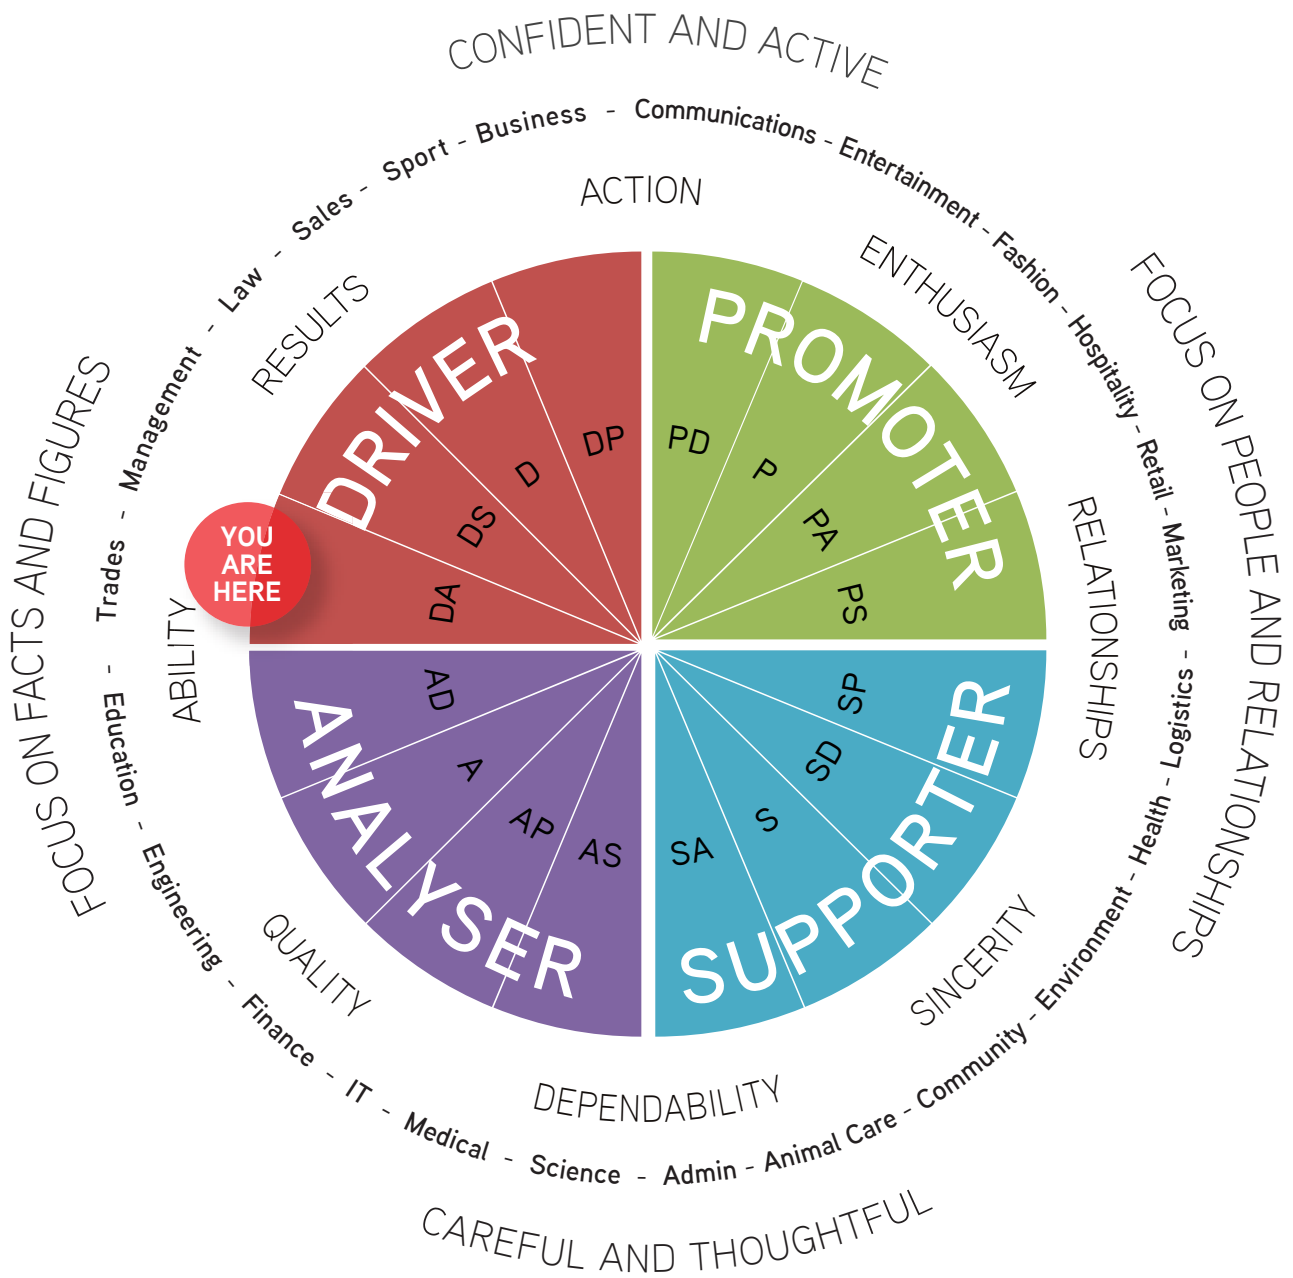 CONFIDENT AND ACTIVE
Trades - Management - Law - Sales - Sport - Business - Communications - Entertainment - Fashion - Hospitality - Retail - Marketing - Logistics - Health - Environment - Community - Animal Care - Admin - Science - Medical - IT - Finance - Engineering - Education -
ACTION
ENTHUSIASM
RELATIONSHIPS
SINCERITY
DEPENDABILITY
QUALITY
ABILITY
RESULTS
FOCUS ON FACTS AND FIGURES
FOCUS ON PEOPLE AND RELATIONSHIPS
DRIVER
DA
DS
D
DP
PROMOTER
PD
P
PA
PS
SUPPORTER
SP
SD
S
SA
ANALYSER
AS
AP
A
AD
YOU
ARE
HERE
CAREFUL AND THOUGHTFUL